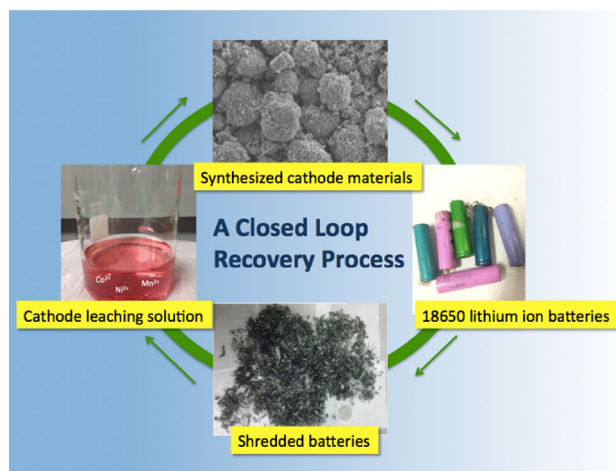 Synthesized cathode materials
A Closed Loop
Recovery Process
Co²⁺
Ni²⁺
Mn²⁺
Cathode leaching solution
18650 lithium ion batteries
Shredded batteries